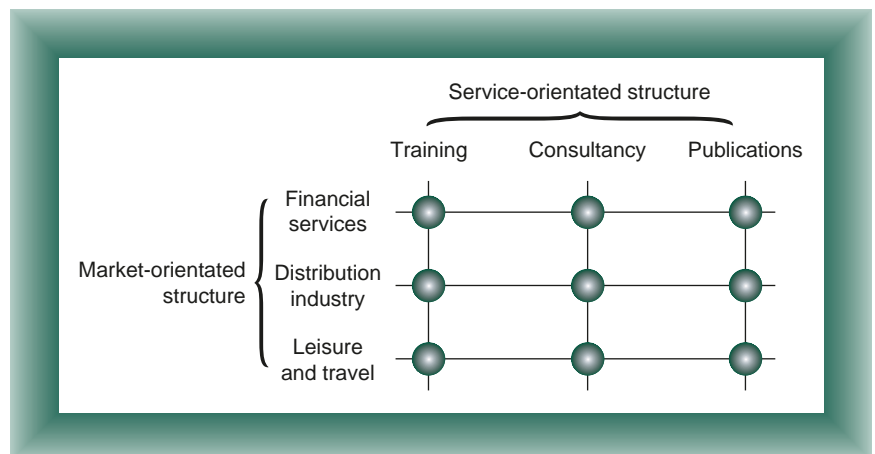 Service-orientated structure
Training Consultancy Publications
Financial
services
Market-orientated
structure
Distribution
industry
Leisure
and travel